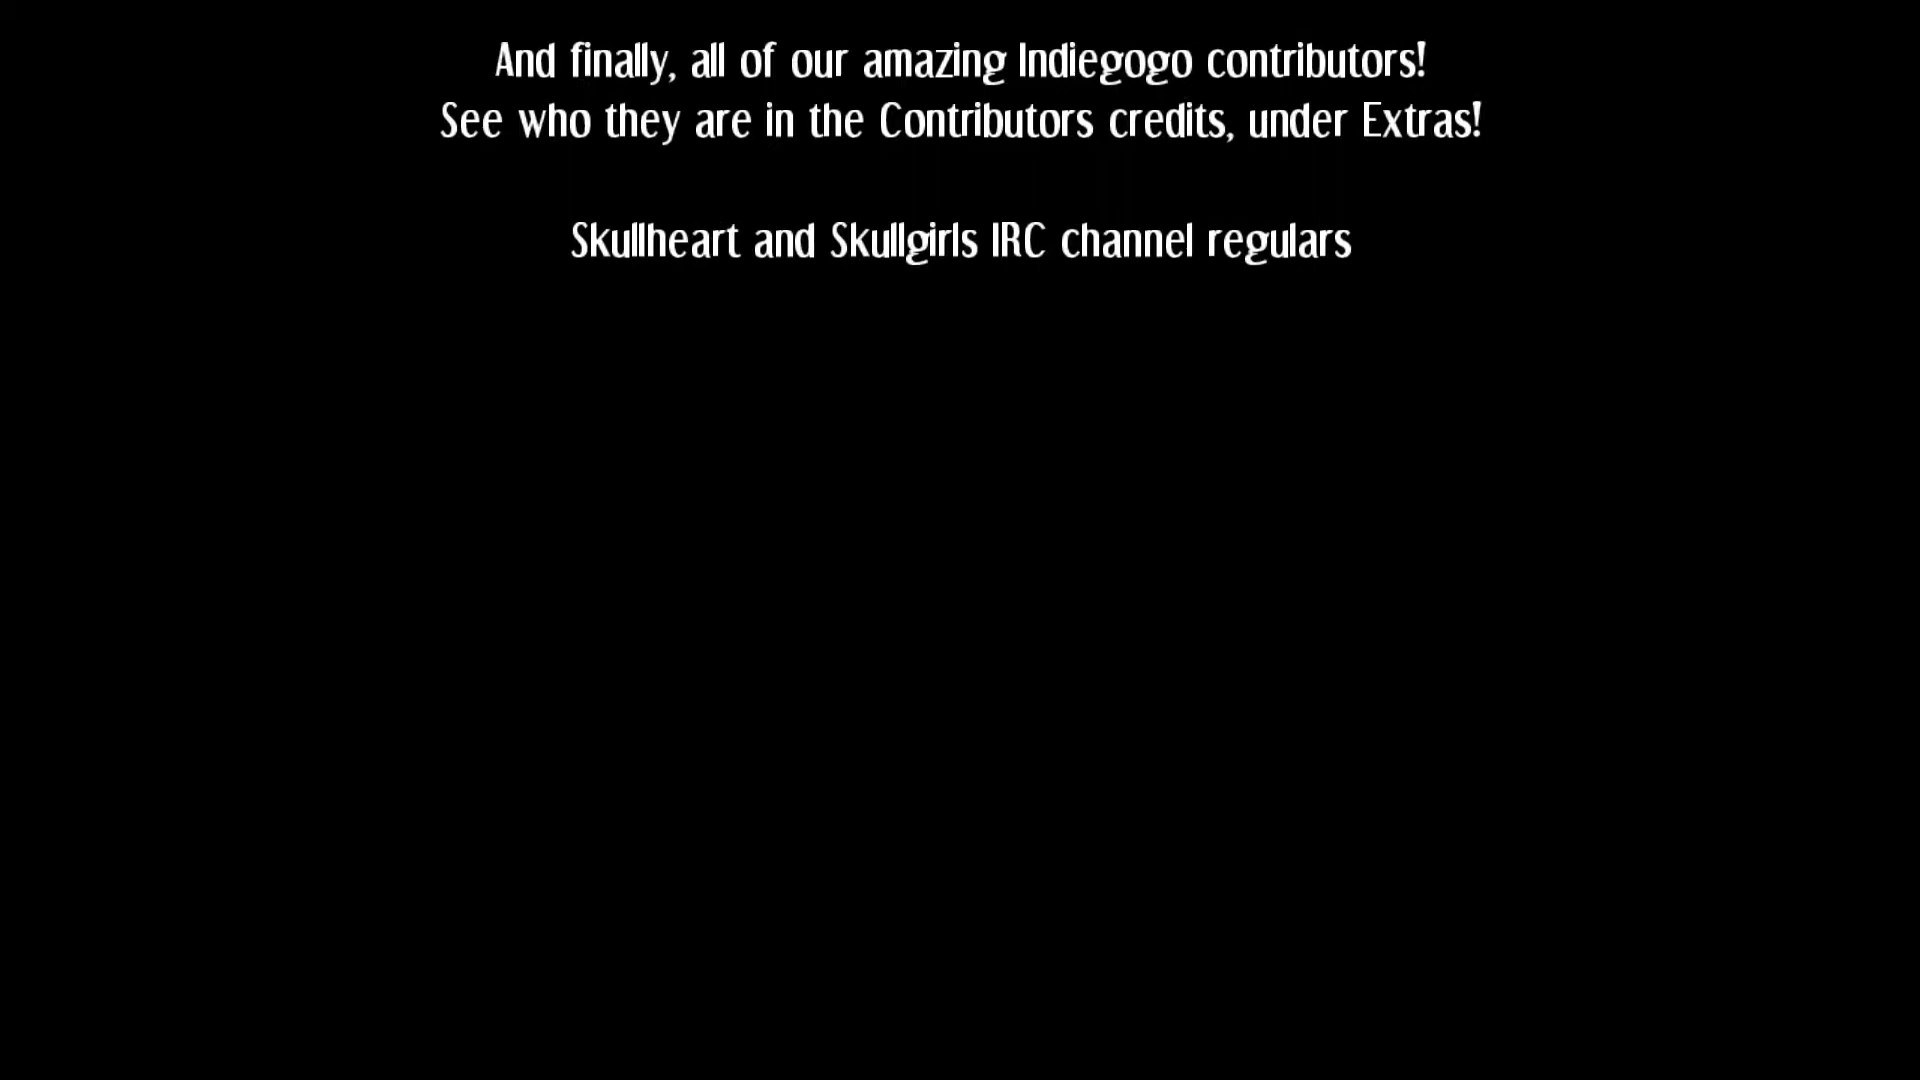 And finally, all of our amazing Indiegogo contributors!
See who they are in the Contributors credits, under Extras!
Skullheart and Skullgirls IRC channel regulars